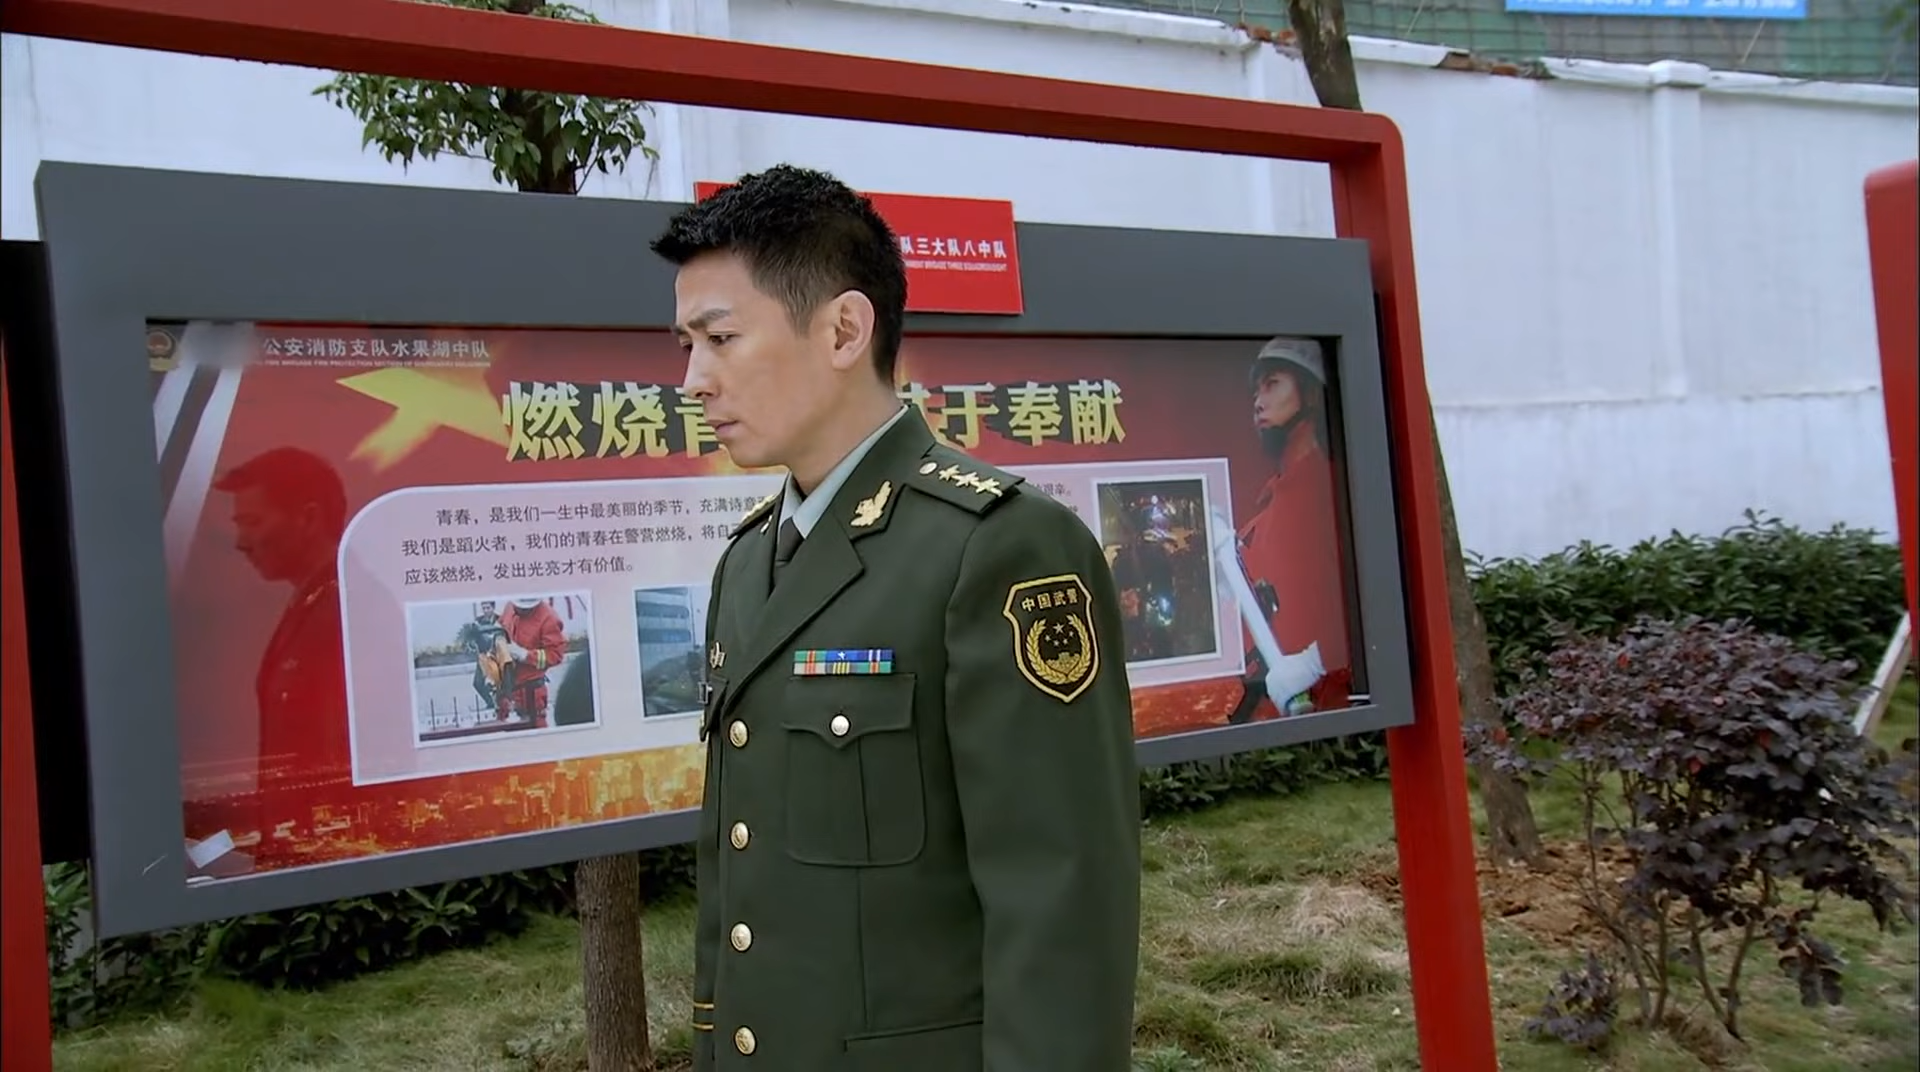 队三大队八中队
公安消防支队水果湖中队
燃烧青
于奉献
青春，是我们一生中最美丽的季节，充满诗意
我们是蹈火者，我们的青春在警营燃烧，将自
应该燃烧，发出光亮才有价值。
艰辛。
中国武警